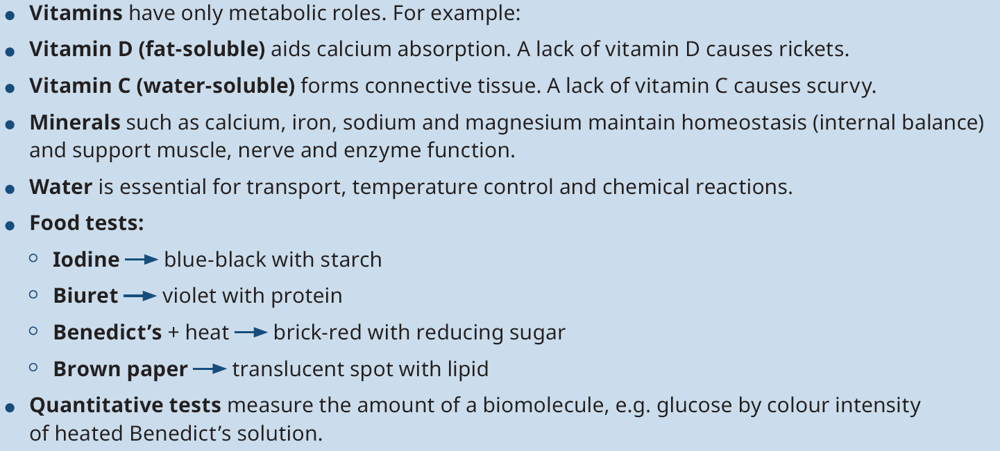 • Vitamins have only metabolic roles. For example:
• Vitamin D (fat-soluble) aids calcium absorption. A lack of vitamin D causes rickets.
• Vitamin C (water-soluble) forms connective tissue. A lack of vitamin C causes scurvy.
• Minerals such as calcium, iron, sodium and magnesium maintain homeostasis (internal balance)
and support muscle, nerve and enzyme function.
• Water is essential for transport, temperature control and chemical reactions.
• Food tests:
○ Iodine → blue-black with starch
○ Biuret → violet with protein
○ Benedict’s + heat → brick-red with reducing sugar
○ Brown paper → translucent spot with lipid
• Quantitative tests measure the amount of a biomolecule, e.g. glucose by colour intensity
of heated Benedict’s solution.